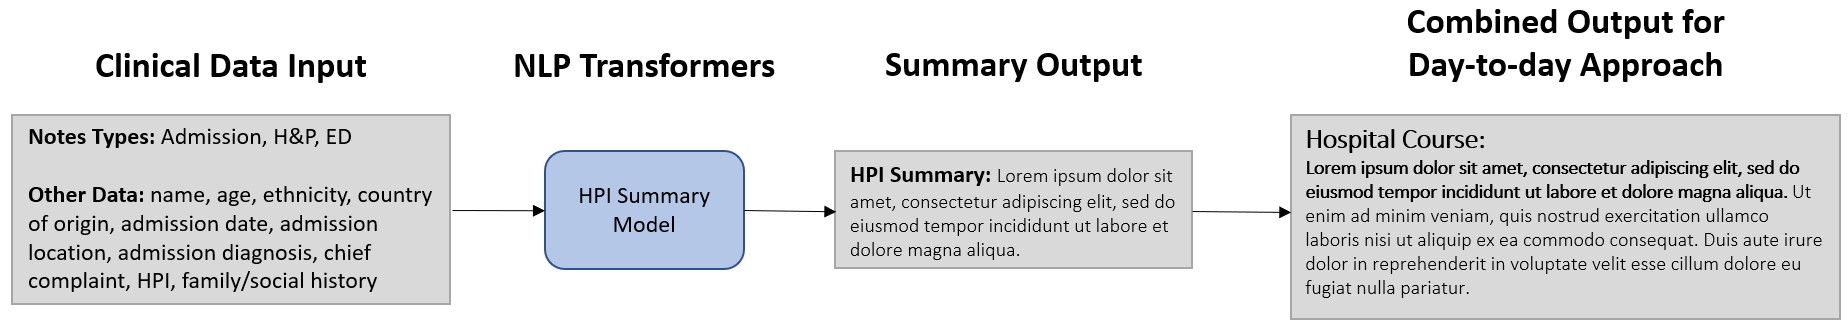 Clinical Data Input
Notes Types: Admission, H&P, ED
Other Data: name, age, ethnicity, country
of origin, admission date, admission
location, admission diagnosis, chief
complaint, HPI, family/social history
NLP Transformers
HPI Summary
Model
Summary Output
HPI Summary: Lorem ipsum dolor sit
amet, consectetur adipiscing elit, sed do
eiusmod tempor incididunt ut labore et
dolore magna aliqua.
Combined Output for
Day-to-day Approach
Hospital Course:
Lorem ipsum dolor sit amet, consectetur adipiscing elit, sed do
eiusmod tempor incididunt ut labore et dolore magna aliqua. Ut
enim ad minim veniam, quis nostrud exercitation ullamco
laboris nisi ut aliquip ex ea commodo consequat. Duis aute irure
dolor in reprehenderit in voluptate velit esse cillum dolore eu
fugiat nulla pariatur.